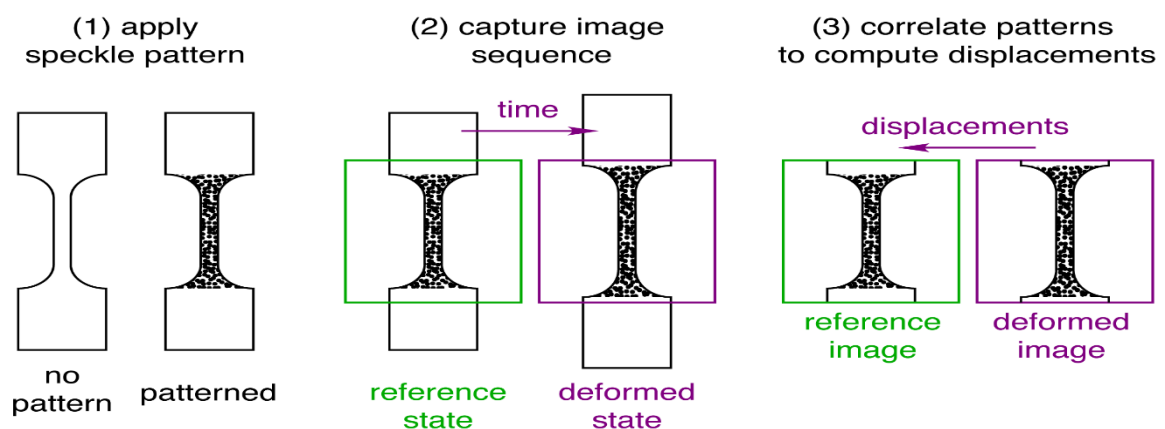 (1) apply
speckle pattern
no
pattern
patterned
(2) capture image
sequence
time
reference
state
deformed
state
(3) correlate patterns
to compute displacements
displacements
reference
image
deformed
image